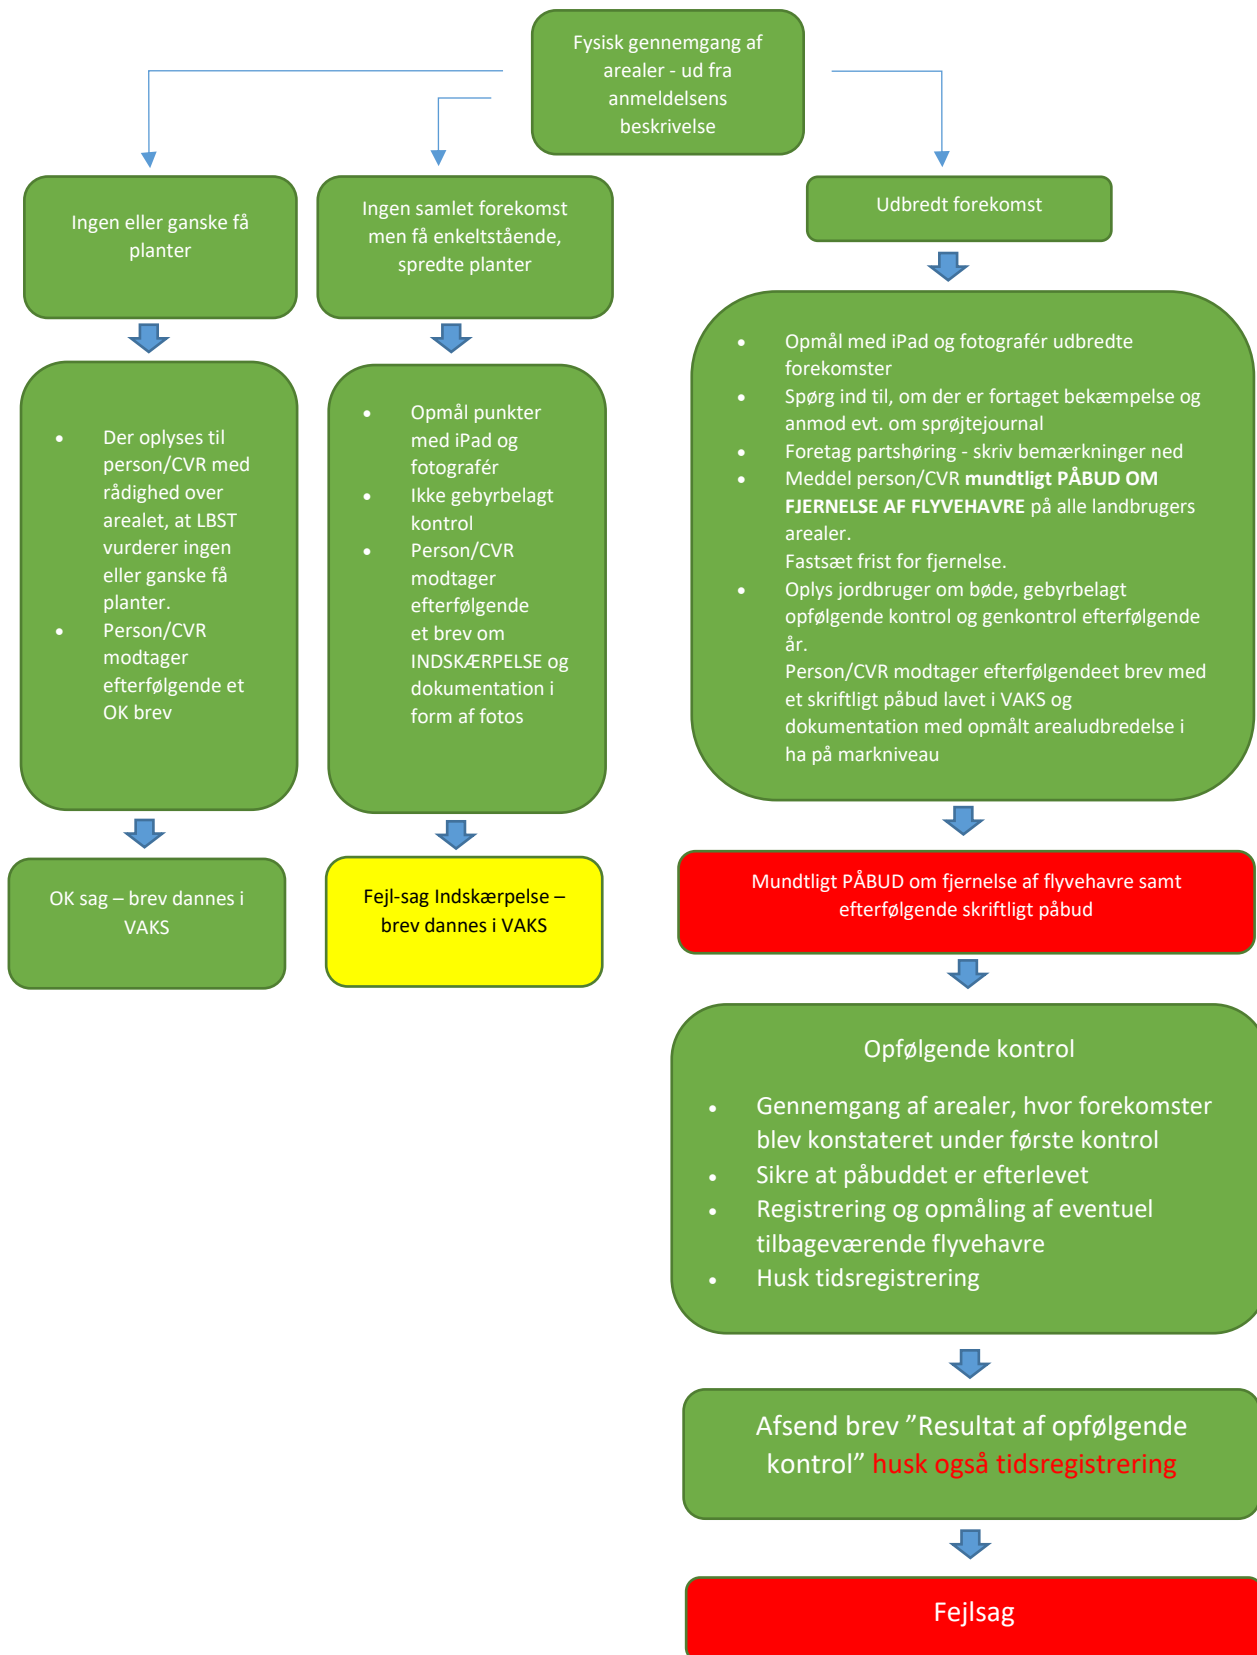 Fysisk gennemgang af
arealer - ud fra
anmeldelsens
beskrivelse
Ingen eller ganske få
planter
Ingen samlet forekomst
men få enkeltstående,
spredte planter
Udbredt forekomst
• Der oplyses til
person/CVR med
rådighed over
arealet, at LBST
vurderer ingen
eller ganske få
planter.
• Person/CVR
modtager
efterfølgende et
OK brev
• Opmål punkter
med iPad og
fotografér
• Ikke gebyrbelagt
kontrol
• Person/CVR
modtager
efterfølgende
et brev om
INDSKÆRPELSE og
dokumentation i
form af fotos
• Opmål med iPad og fotografér udbredte
forekomster
• Spørg ind til, om der er fortaget bekæmpelse og
anmod evt. om sprøjtejournal
• Foretag partshøring - skriv bemærkninger ned
• Meddel person/CVR mundtligt PÅBUD OM
FJERNELSE AF FLYVEHAVRE på alle landbrugers
arealer.
Fastsæt frist for fjernelse.
• Oplys jordbruger om bøde, gebyrbelagt
opfølgende kontrol og genkontrol efterfølgende
år.
Person/CVR modtager efterfølgendeet brev med
et skriftligt påbud lavet i VAKS og
dokumentation med opmålt arealudbredelse i
ha på markniveau
OK sag – brev dannes i
VAKS
Fejl-sag Indskærpelse –
brev dannes i VAKS
Mundtligt PÅBUD om fjernelse af flyvehavre samt
efterfølgende skriftligt påbud
Opfølgende kontrol
• Gennemgang af arealer, hvor forekomster
blev konstateret under første kontrol
• Sikre at påbuddet er efterlevet
• Registrering og opmåling af eventuel
tilbageværende flyvehavre
• Husk tidsregistrering
Afsend brev ”Resultat af opfølgende
kontrol” husk også tidsregistrering
Fejlsag